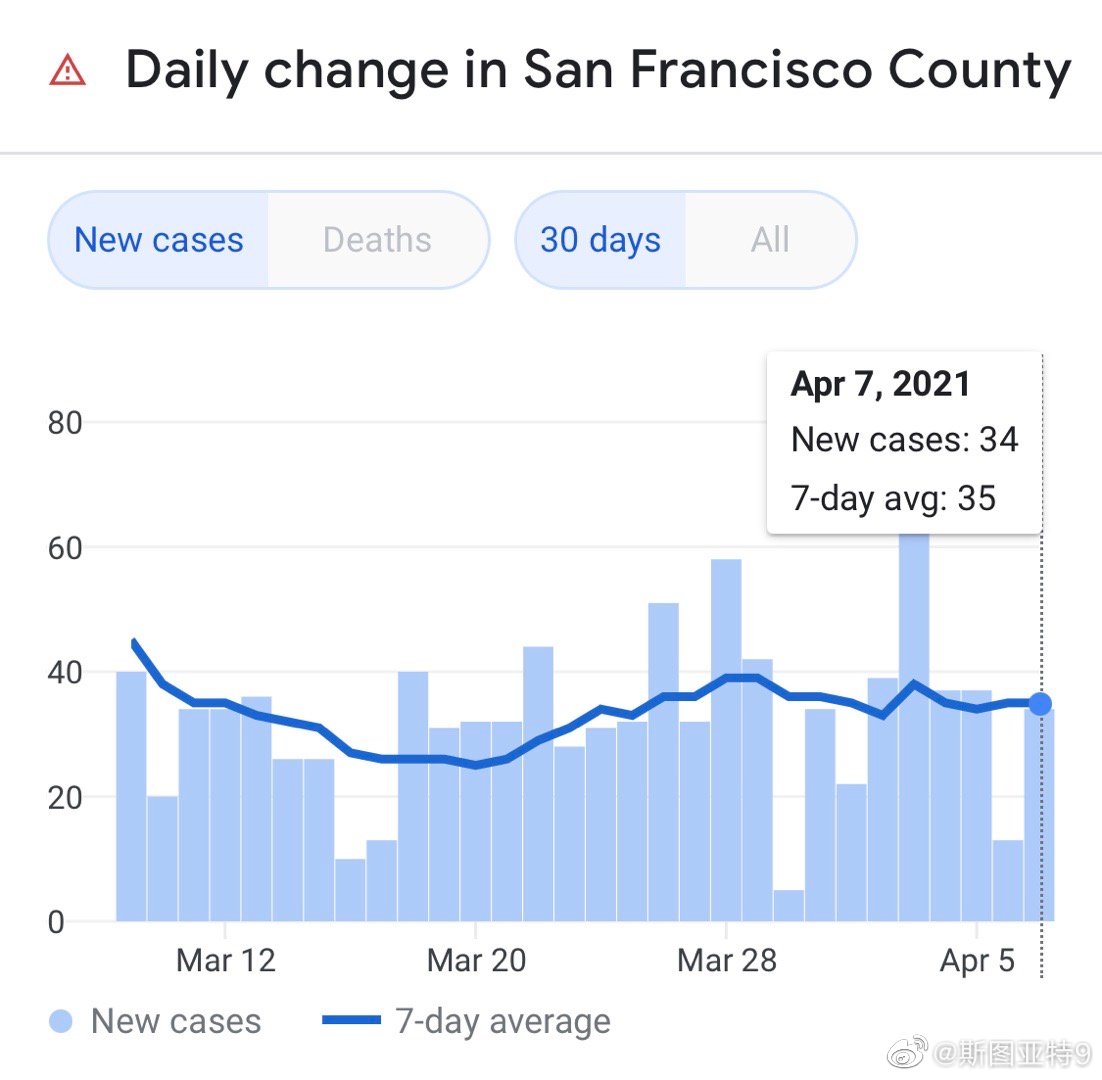 Daily change in San Francisco County
New cases Deaths 30 days All
Apr 7, 2021
New cases: 34
7-day avg: 35
80
60
40
20
0
Mar 12 Mar 20 Mar 28 Apr 5
New cases 7-day average
@斯图亚特9